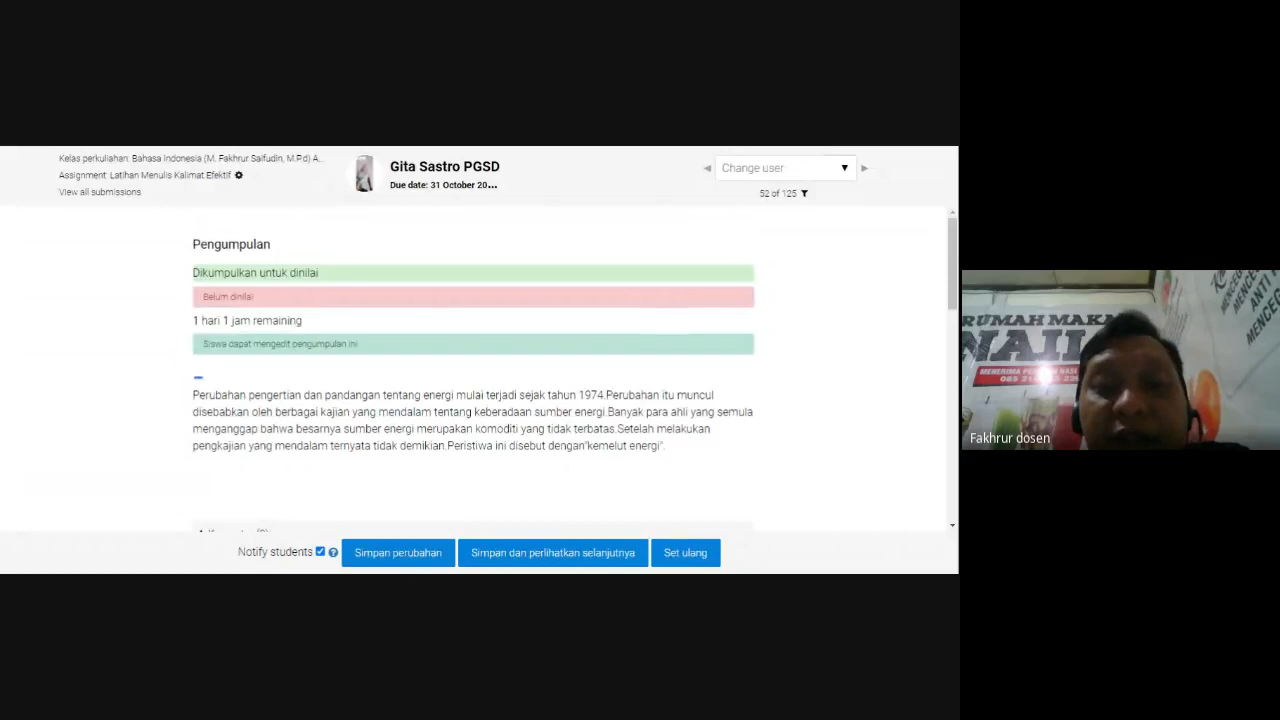 Kelas perkuliahan: Bahasa Indonesia (M. Fakhrur Saifudin, M.Pd) A...
Assignment: Latihan Menulis Kalimat Efektif
View all submissions
Gita Sastro PGSD
Due date: 31 October 20...
Change user
52 of 125
Pengumpulan
Dikumpulkan untuk dinilai
Belum dinilai
1 hari 1 jam remaining
Siswa dapat mengedit pengumpulan ini
Perubahan pengertian dan pandangan tentang energi mulai terjadi sejak tahun 1974.Perubahan itu muncul
disebabkan oleh berbagai kajian yang mendalam tentang keberadaan sumber energi.Banyak para ahli yang semula
menganggap bahwa besarnya sumber energi merupakan komoditi yang tidak terbatas.Setelah melakukan
pengkajian yang mendalam ternyata tidak demikian.Peristiwa ini disebut dengan"kemelut energi".
Notify students
Simpan perubahan
Simpan dan perlihatkan selanjutnya
Set ulang
RUMAH MAKA
NAIL
MENERIMA
Fakhrur dosen